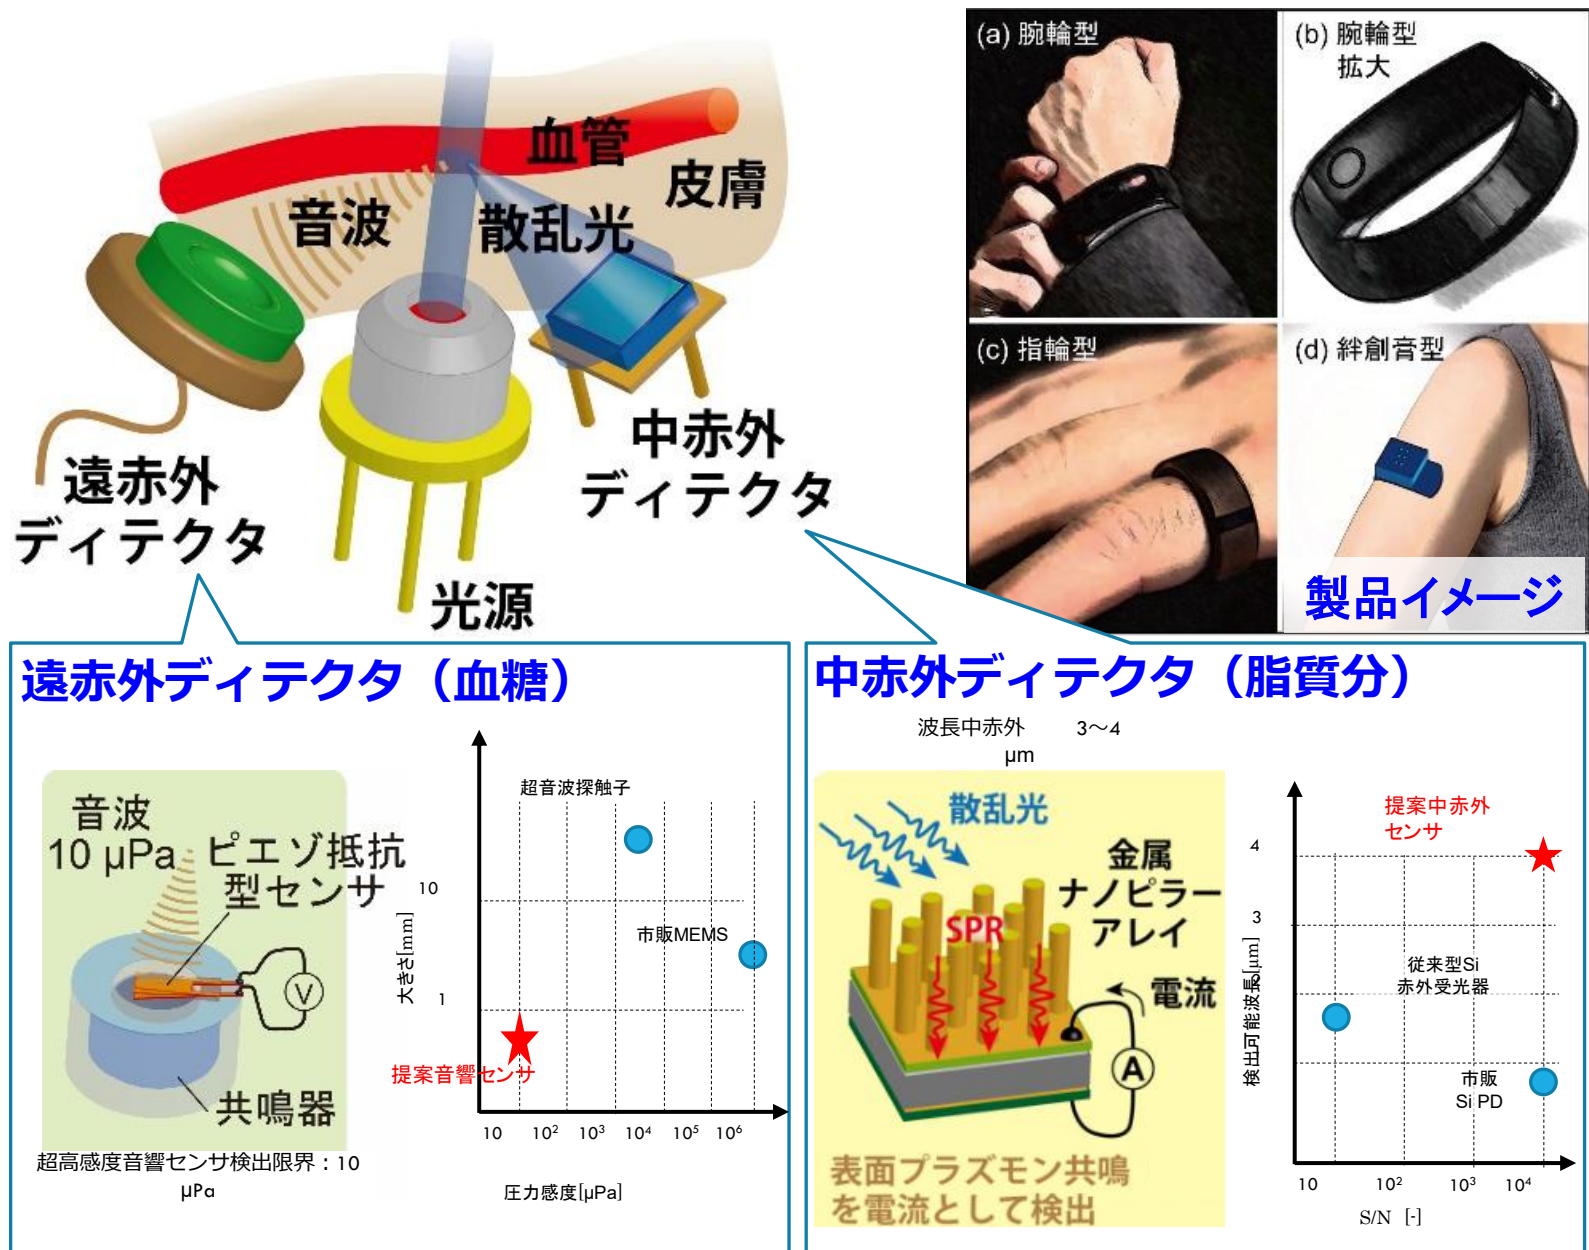 血管
皮膚
音波
散乱光
中赤外
ディテクタ
遠赤外
ディテクタ
光源
(a) 腕輪型
(b) 腕輪型
拡大
(c) 指輪型
(d) 絆創膏型
製品イメージ
遠赤外ディテクタ（血糖）
音波
10 μPa
ピエゾ抵抗
型センサ
V
共鳴器
超高感度音響センサ検出限界：10
μPa
超音波探触子
市販MEMS
提案音響センサ
大きさ[mm]
10
1
10 10² 10³ 10⁴ 10⁵ 10⁶
圧力感度[μPa]
中赤外ディテクタ（脂質分）
波長中赤外 3～4
μm
散乱光
金属
ナノピラー
アレイ
SPR
電流
A
表面プラズモン共鳴
を電流として検出
提案中赤外
センサ
従来型Si
赤外受光器
市販
Si PD
検出可能波長[μm]
4
3
10 10² 10³ 10⁴
S/N [-]